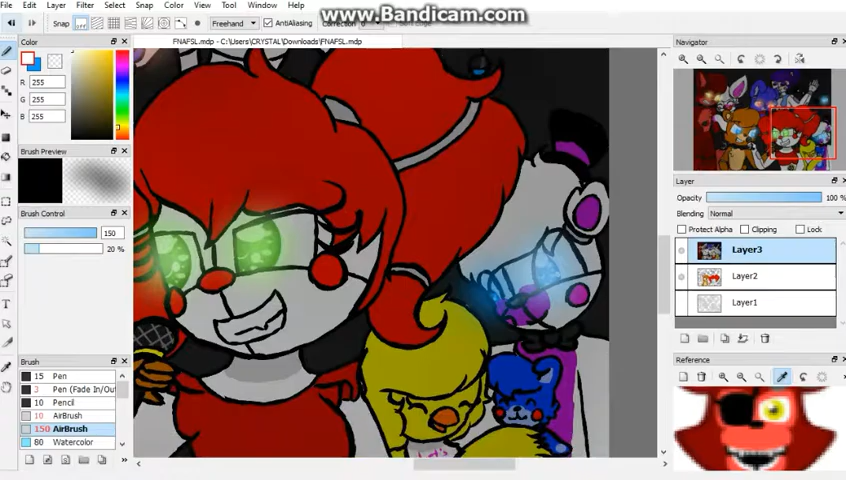 www.Bandicam.com
File Edit View Layer Filter Select Snap Color Tool Window Help
Snap Freehand AntiAliasing Correction
FNAFSL.mdp - C:\Users\CRYSTAL\Downloads\FNAFSL.mdp
Color
R 255
G 255
B 255
Brush Preview
Brush Control
150
20 %
Brush
15 Pen
3 Pen (Fade In/Out
10 Pencil
10 AirBrush
150 AirBrush
80 Watercolor
Let's
Navigator
Layer
Opacity 100 %
Blending Normal
Protect Alpha Clipping Lock
Layer3
Layer2
Layer1
Reference